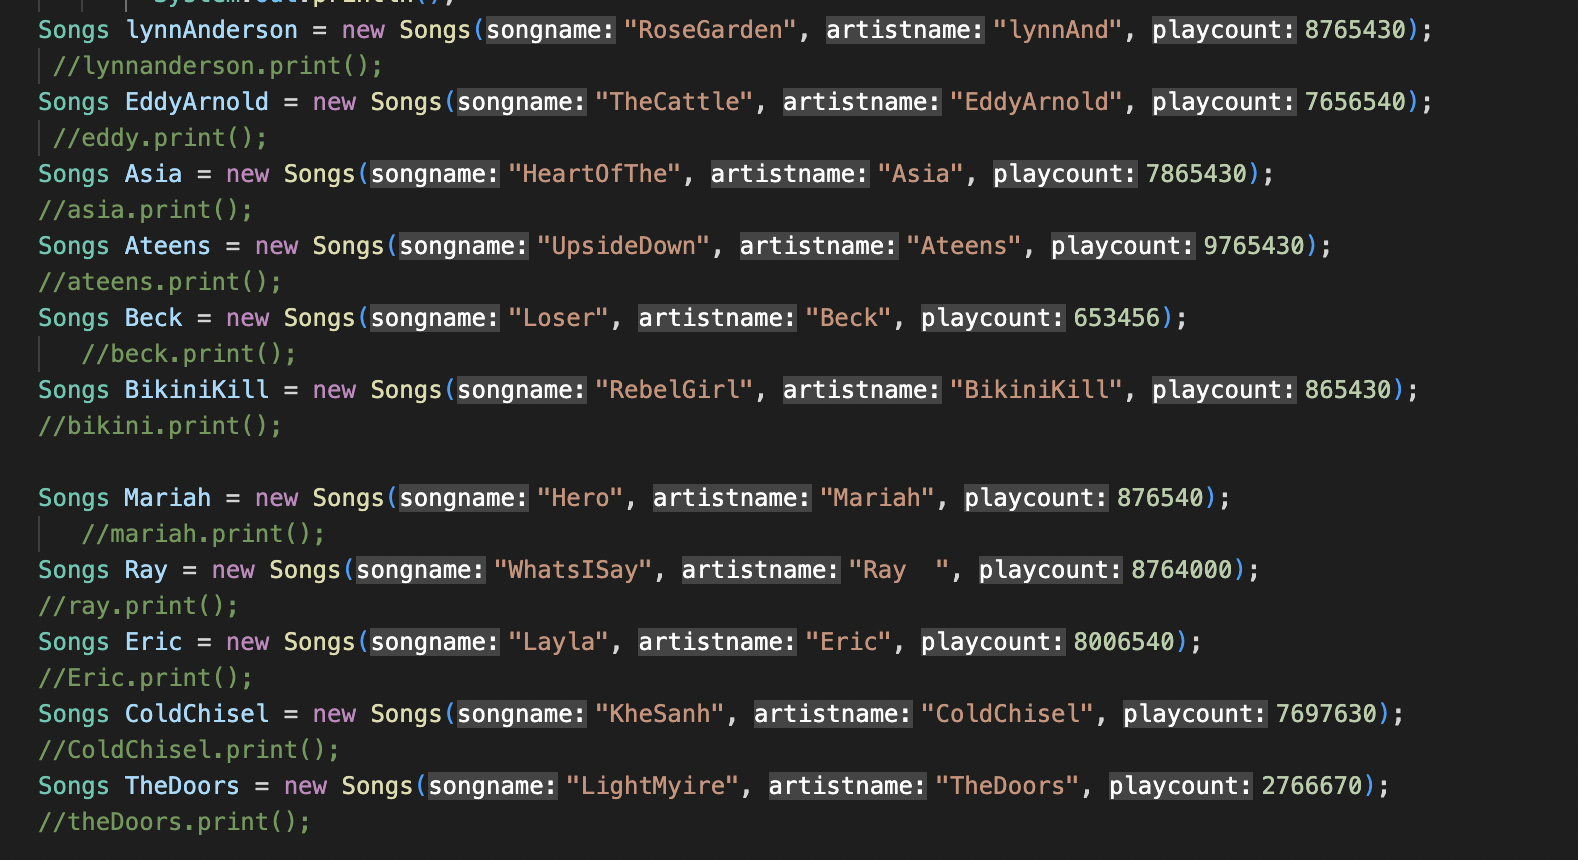 System.out.println();
Songs lynnAnderson = new Songs(songname: "RoseGarden", artistname: "lynnAnd", playcount: 8765430);
//lynnanderson.print();
Songs EddyArnold = new Songs(songname: "TheCattle", artistname: "EddyArnold", playcount: 7656540);
//eddy.print();
Songs Asia = new Songs(songname: "HeartOfThe", artistname: "Asia", playcount: 7865430);
//asia.print();
Songs Ateens = new Songs(songname: "UpsideDown", artistname: "Ateens", playcount: 9765430);
//ateens.print();
Songs Beck = new Songs(songname: "Loser", artistname: "Beck", playcount: 653456);
//beck.print();
Songs BikiniKill = new Songs(songname: "RebelGirl", artistname: "BikiniKill", playcount: 865430);
//bikini.print();
Songs Mariah = new Songs(songname: "Hero", artistname: "Mariah", playcount: 876540);
//mariah.print();
Songs Ray = new Songs(songname: "WhatsISay", artistname: "Ray  ", playcount: 8764000);
//ray.print();
Songs Eric = new Songs(songname: "Layla", artistname: "Eric", playcount: 8006540);
//Eric.print();
Songs ColdChisel = new Songs(songname: "KheSanh", artistname: "ColdChisel", playcount: 7697630);
//ColdChisel.print();
Songs TheDoors = new Songs(songname: "LightMyire", artistname: "TheDoors", playcount: 2766670);
//theDoors.print();